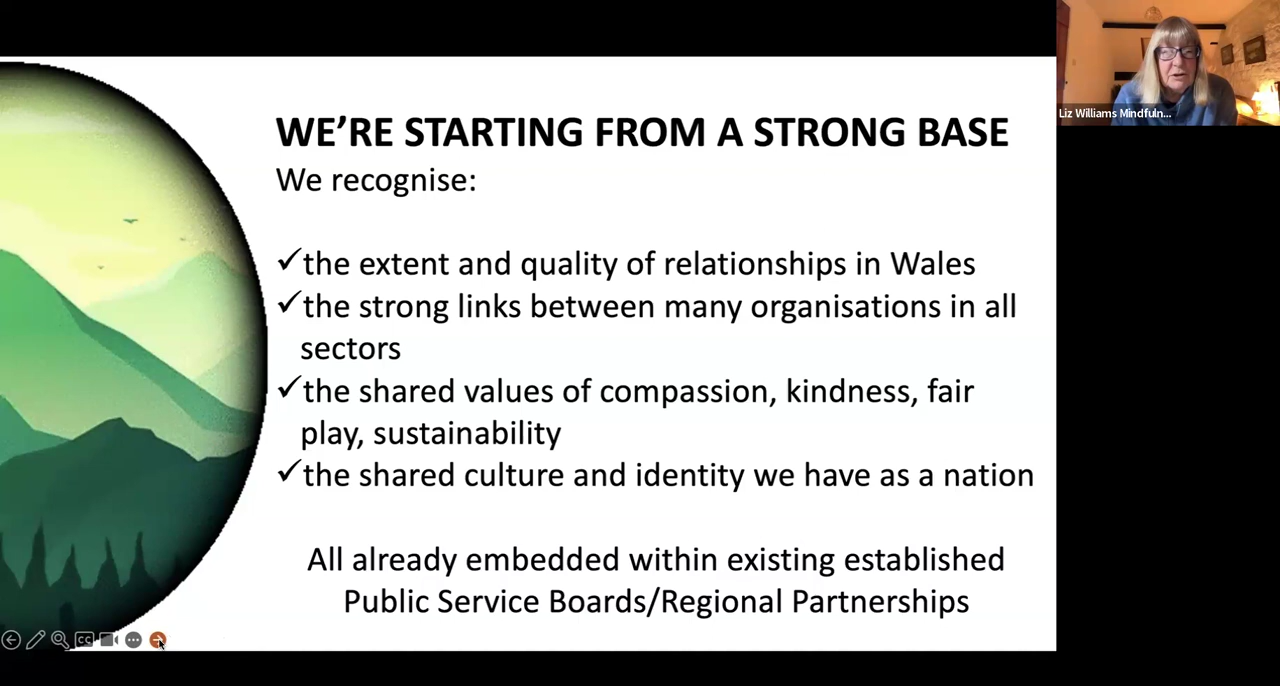 WE’RE STARTING FROM A STRONG BASE
We recognise:
✓the extent and quality of relationships in Wales
✓the strong links between many organisations in all
sectors
✓the shared values of compassion, kindness, fair
play, sustainability
✓the shared culture and identity we have as a nation
All already embedded within existing established
Public Service Boards/Regional Partnerships
Liz Williams Mindfuln...
CC